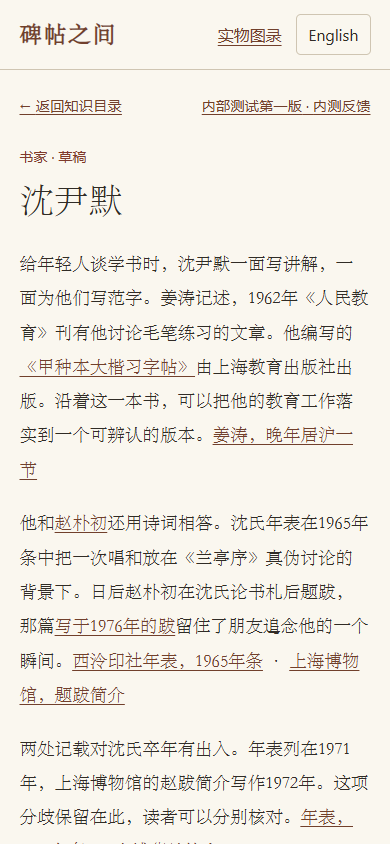 碑帖之间
实物图录
English
← 返回知识目录
内部测试第一版 · 内测反馈
书家 · 草稿
沈尹默
给年轻人谈学书时，沈尹默一面写讲解，一
面为他们写范字。姜涛记述，1962年《人民教
育》刊有他讨论毛笔练习的文章。他编写的
《甲种本大楷习字帖》由上海教育出版社出
版。沿着这一本书，可以把他的教育工作落
实到一个可辨认的版本。姜涛，晚年居沪一
节
他和赵朴初还用诗词相答。沈氏年表在1965年
条中把一次唱和放在《兰亭序》真伪讨论的
背景下。日后赵朴初在沈氏论书札后题跋，
那篇写于1976年的跋留住了朋友追念他的一个
瞬间。西泠印社年表，1965年条 · 上海博物
馆，题跋简介
两处记载对沈氏卒年有出入。年表列在1971
年，上海博物馆的赵跋简介写作1972年。这项
分歧保留在此，读者可以分别核对。年表，